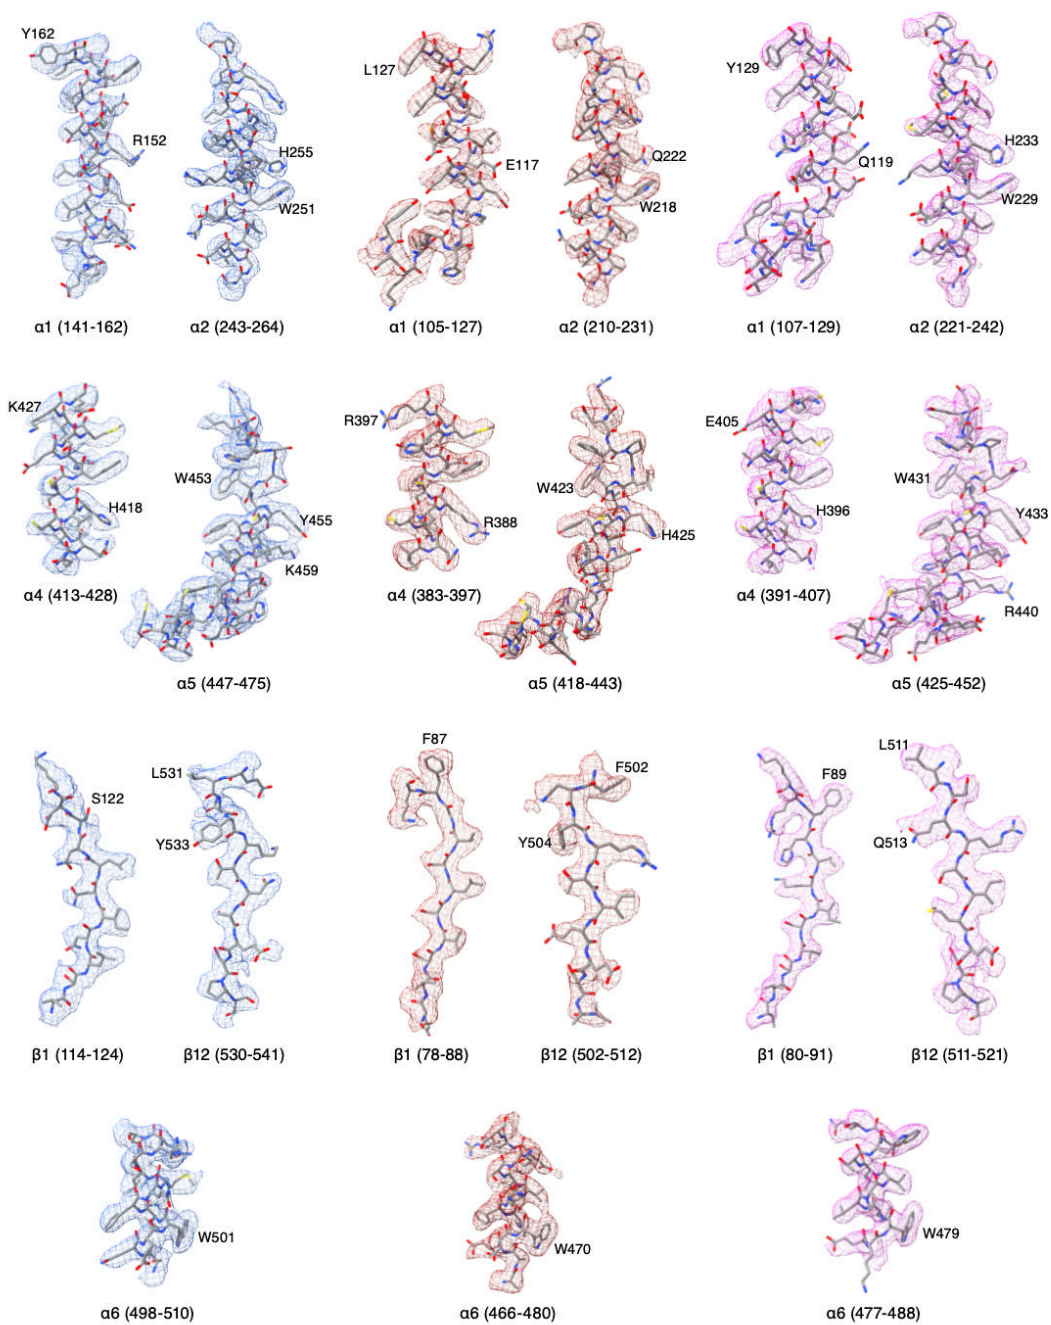 Y162
R152
H255
W251
L127
E117
Q222
W218
Y129
Q119
H233
W229
α1 (141-162)
α2 (243-264)
α1 (105-127)
α2 (210-231)
α1 (107-129)
α2 (221-242)
K427
H418
W453
Y455
K459
R397
R388
W423
H425
E405
H396
W431
Y433
R440
α4 (413-428)
α4 (383-397)
α4 (391-407)
α5 (447-475)
α5 (418-443)
α5 (425-452)
S122
L531
Y533
F87
F502
Y504
F89
L511
Q513
β1 (114-124)
β12 (530-541)
β1 (78-88)
β12 (502-512)
β1 (80-91)
β12 (511-521)
W501
W470
W479
α6 (498-510)
α6 (466-480)
α6 (477-488)